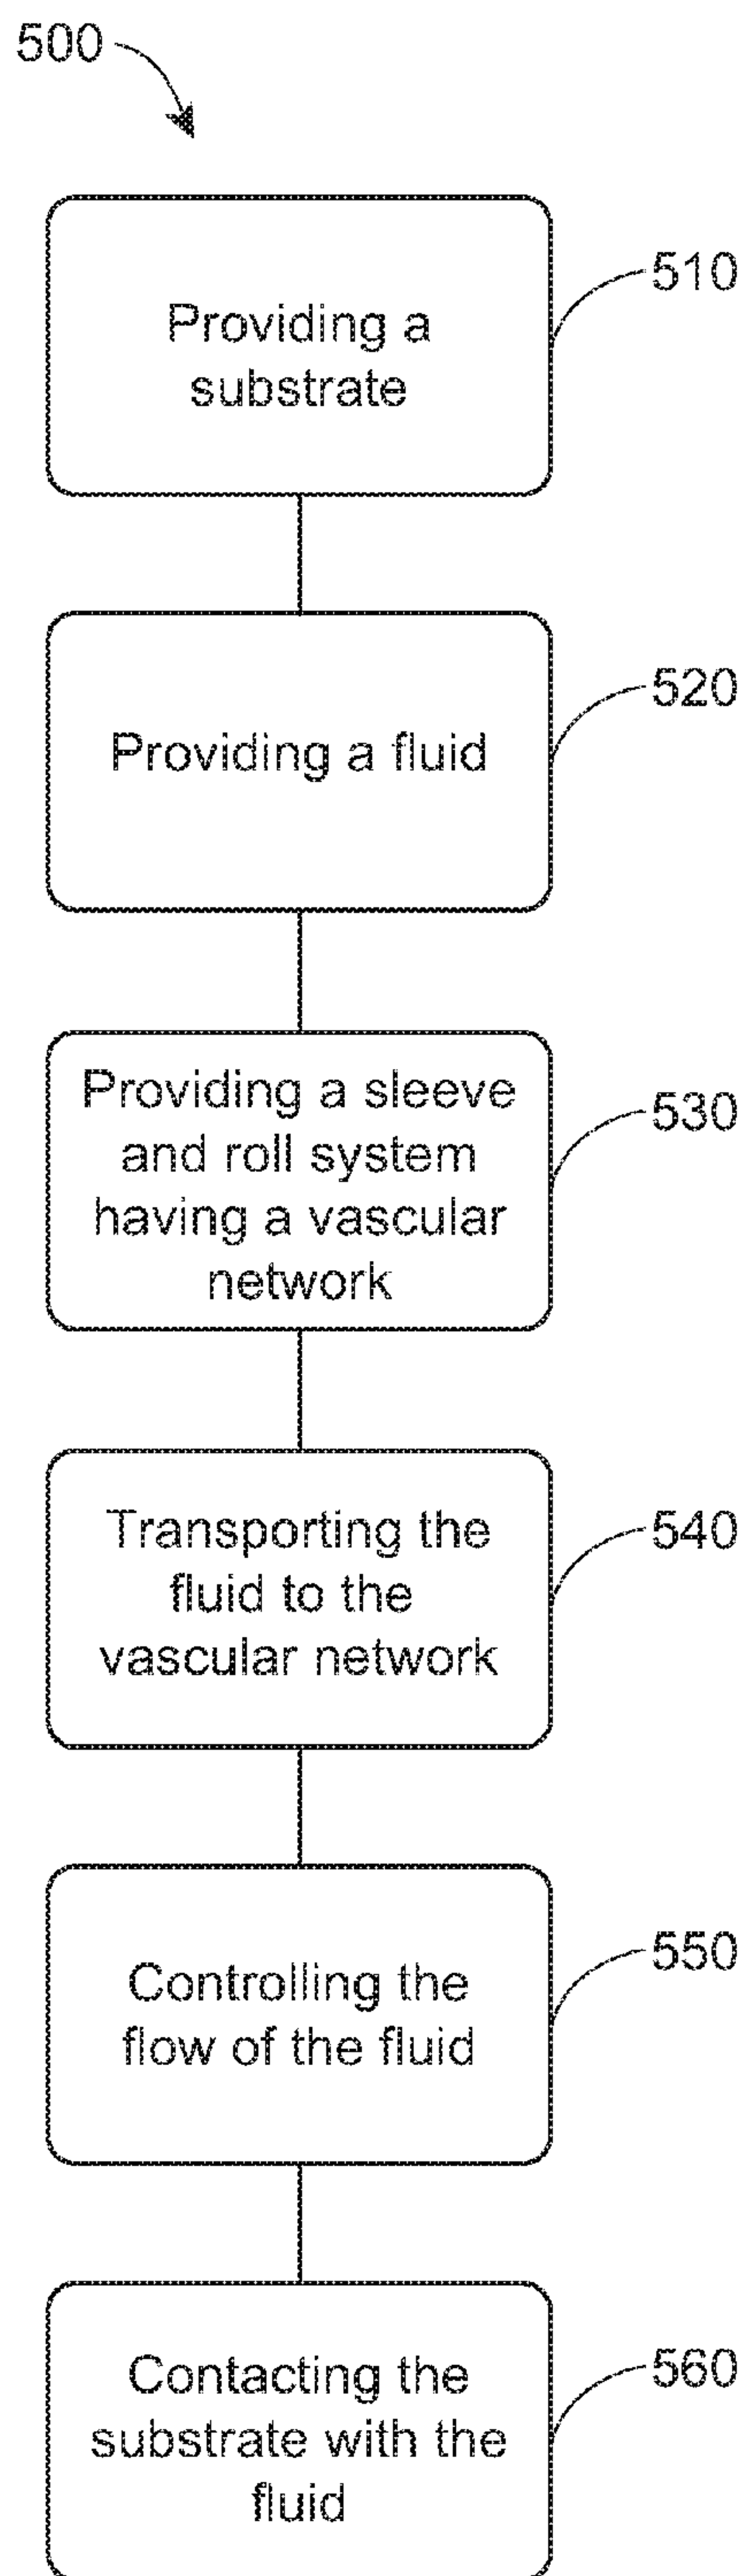 500
Providing a
substrate
510
Providing a fluid
520
Providing a sleeve
and roll system
having a vascular
network
530
Transporting the
fluid to the
vascular network
540
Controlling the
flow of the fluid
550
Contacting the
substrate with the
fluid
560